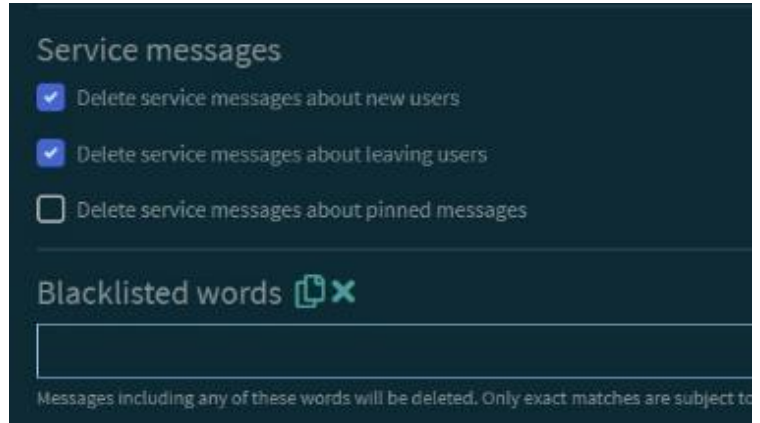 Service messages
Delete service messages about new users
Delete service messages about leaving users
Delete service messages about pinned messages
Blacklisted words
Messages including any of these words will be deleted. Only exact matches are subject to